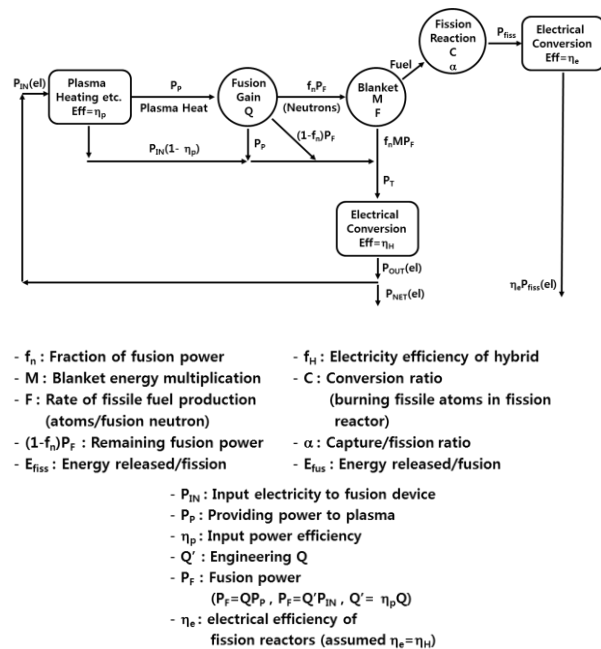 Fission
Reaction
C
α
P_fiss
Electrical
Conversion
Eff=η_e
Fuel
P_IN(el)
Plasma
Heating etc.
Eff=η_p
P_P
Plasma Heat
Fusion
Gain
Q
f_nP_F
(Neutrons)
Blanket
M
F
P_IN(1- η_p)
P_P
(1-f_n)P_F
f_nMP_F
P_T
Electrical
Conversion
Eff=η_H
P_OUT(el)
P_NET(el)
η_eP_fiss(el)
- f_n : Fraction of fusion power
- M : Blanket energy multiplication
- F : Rate of fissile fuel production
(atoms/fusion neutron)
- (1-f_n)P_F : Remaining fusion power
- E_fiss : Energy released/fission
- f_H : Electricity efficiency of hybrid
- C : Conversion ratio
(burning fissile atoms in fission
reactor)
- α : Capture/fission ratio
- E_fus : Energy released/fusion
- P_IN : Input electricity to fusion device
- P_P : Providing power to plasma
- η_p : Input power efficiency
- Q' : Engineering Q
- P_F : Fusion power
(P_F=QP_P , P_F=Q'P_IN , Q'= η_pQ)
- η_e : electrical efficiency of
fission reactors (assumed η_e=η_H)